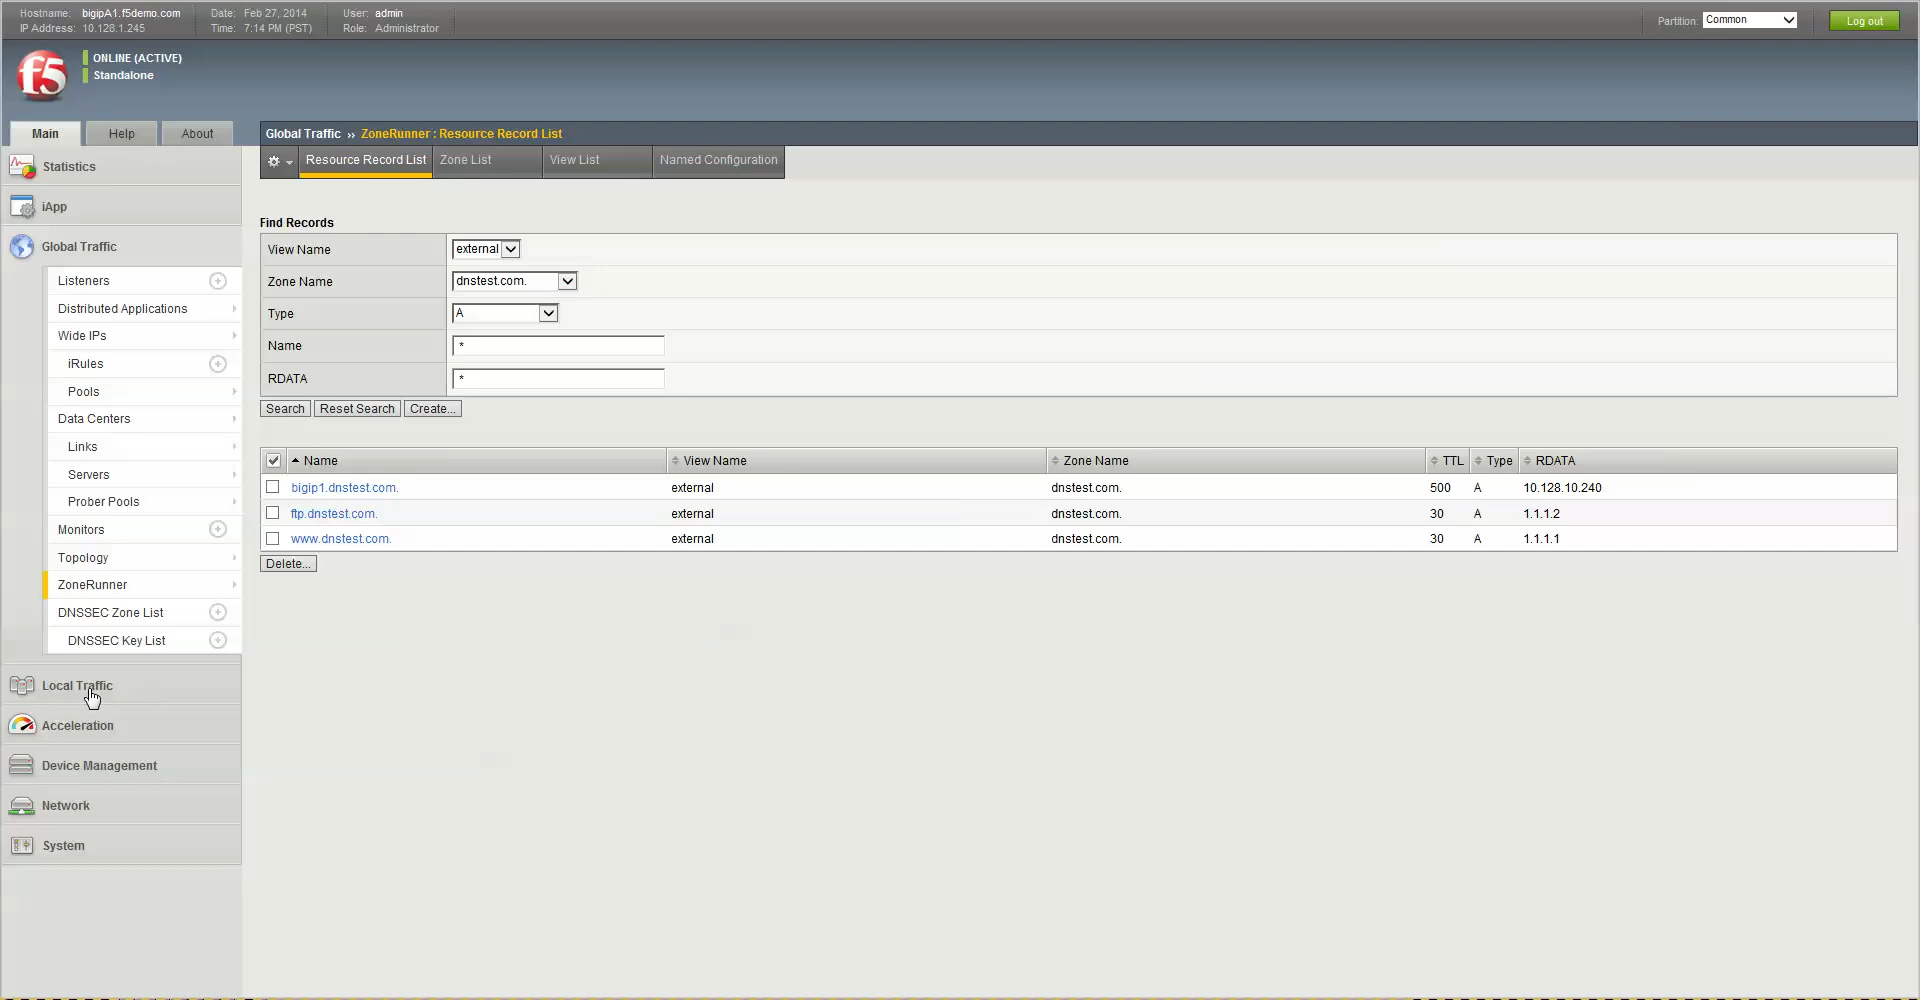 Hostname: bigipA1.f5demo.com Date: Feb 27, 2014 User: admin
IP Address: 10.128.1.245 Time: 7:14 PM (PST) Role: Administrator
Partition: Common Log out
f5
ONLINE (ACTIVE)
Standalone
Main Help About
Global Traffic ›› ZoneRunner : Resource Record List
Resource Record List Zone List View List Named Configuration
Statistics
iApp
Global Traffic
Listeners
Distributed Applications
Wide IPs
iRules
Pools
Data Centers
Links
Servers
Prober Pools
Monitors
Topology
ZoneRunner
DNSSEC Zone List
DNSSEC Key List
Local Traffic
Acceleration
Device Management
Network
System
Find Records
View Name external
Zone Name dnstest.com.
Type A
Name *
RDATA *
Search Reset Search Create...
Name View Name Zone Name TTL Type RDATA
bigip1.dnstest.com. external dnstest.com. 500 A 10.128.10.240
ftp.dnstest.com. external dnstest.com. 30 A 1.1.1.2
www.dnstest.com. external dnstest.com. 30 A 1.1.1.1
Delete...